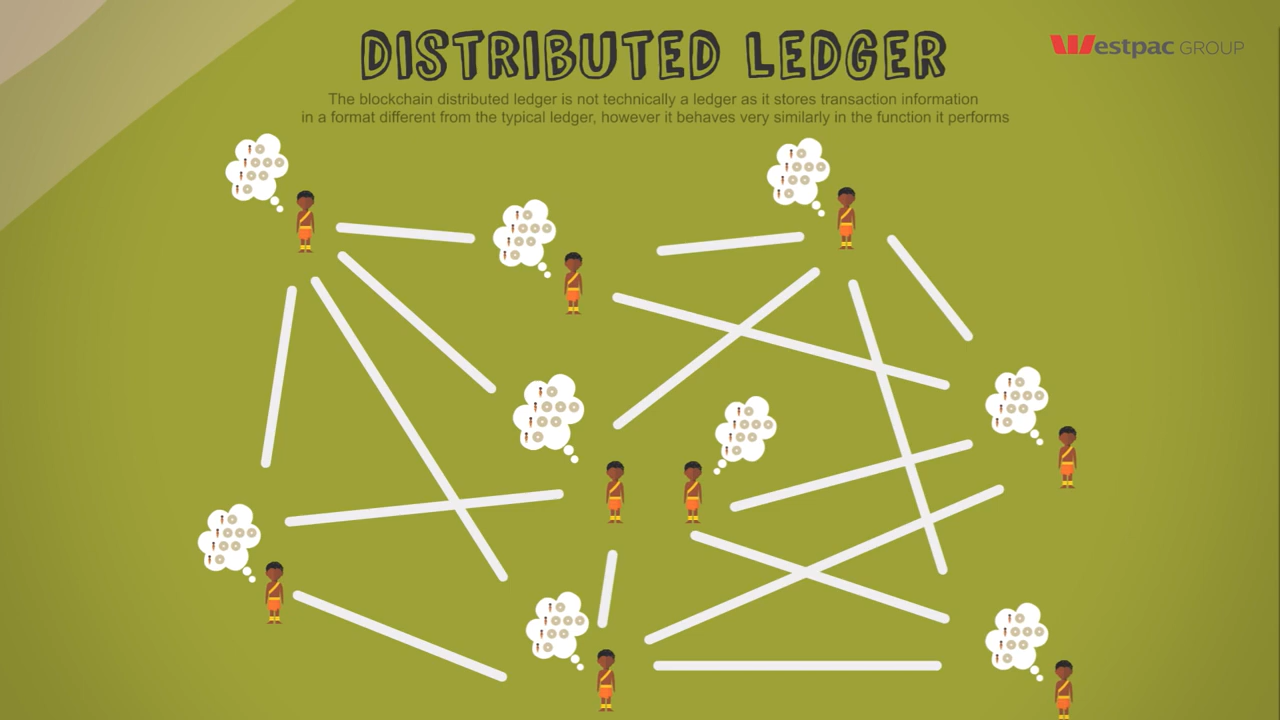 DISTRIBUTED LEDGER
Westpac GROUP
The blockchain distributed ledger is not technically a ledger as it stores transaction information
in a format different from the typical ledger, however it behaves very similarly in the function it performs